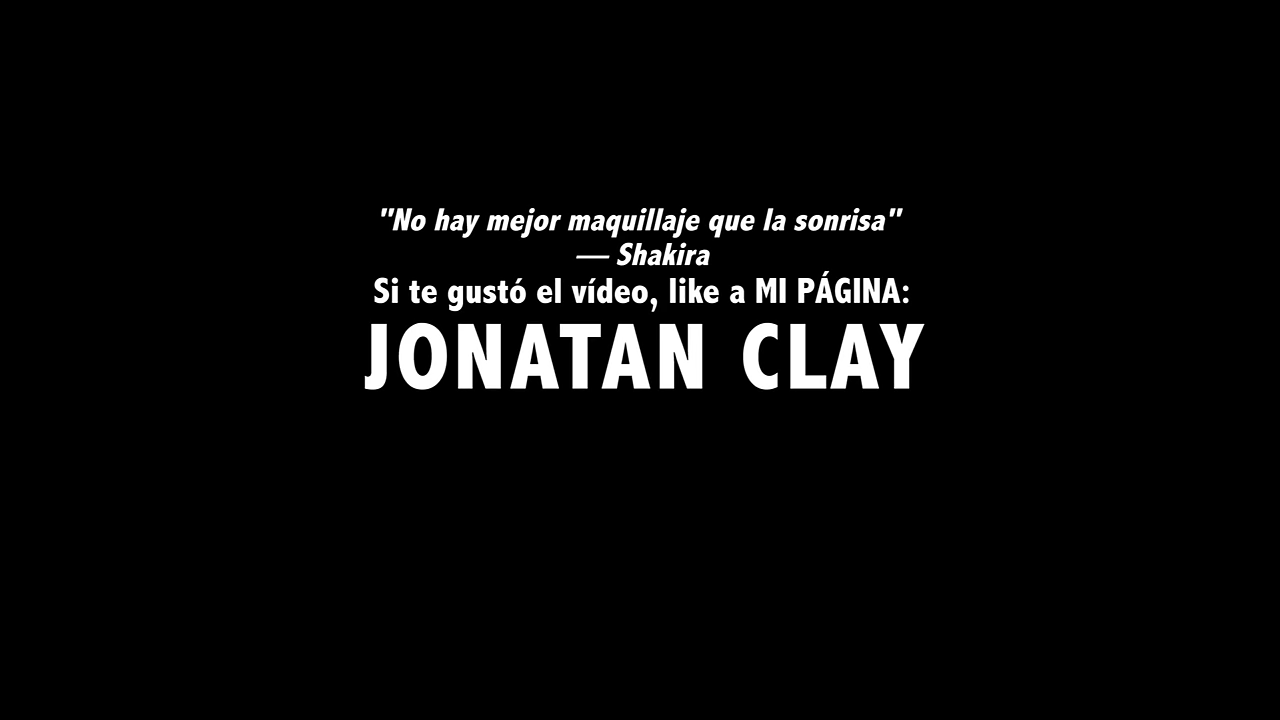 "No hay mejor maquillaje que la sonrisa"
— Shakira
Si te gustó el vídeo, like a MI PÁGINA:
JONATAN CLAY